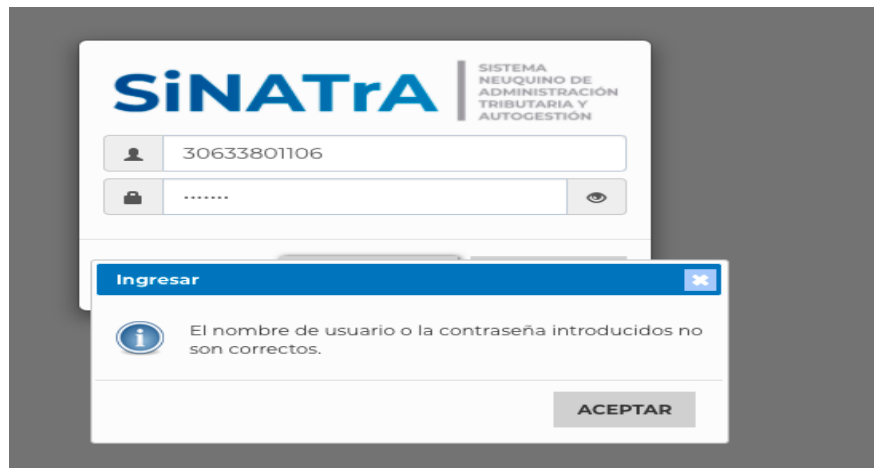 SiNATrA
SISTEMA
NEUQUINO DE
ADMINISTRACIÓN
TRIBUTARIA Y
AUTOGESTIÓN
30633801106
·······
Ingresar
El nombre de usuario o la contraseña introducidos no
son correctos.
ACEPTAR